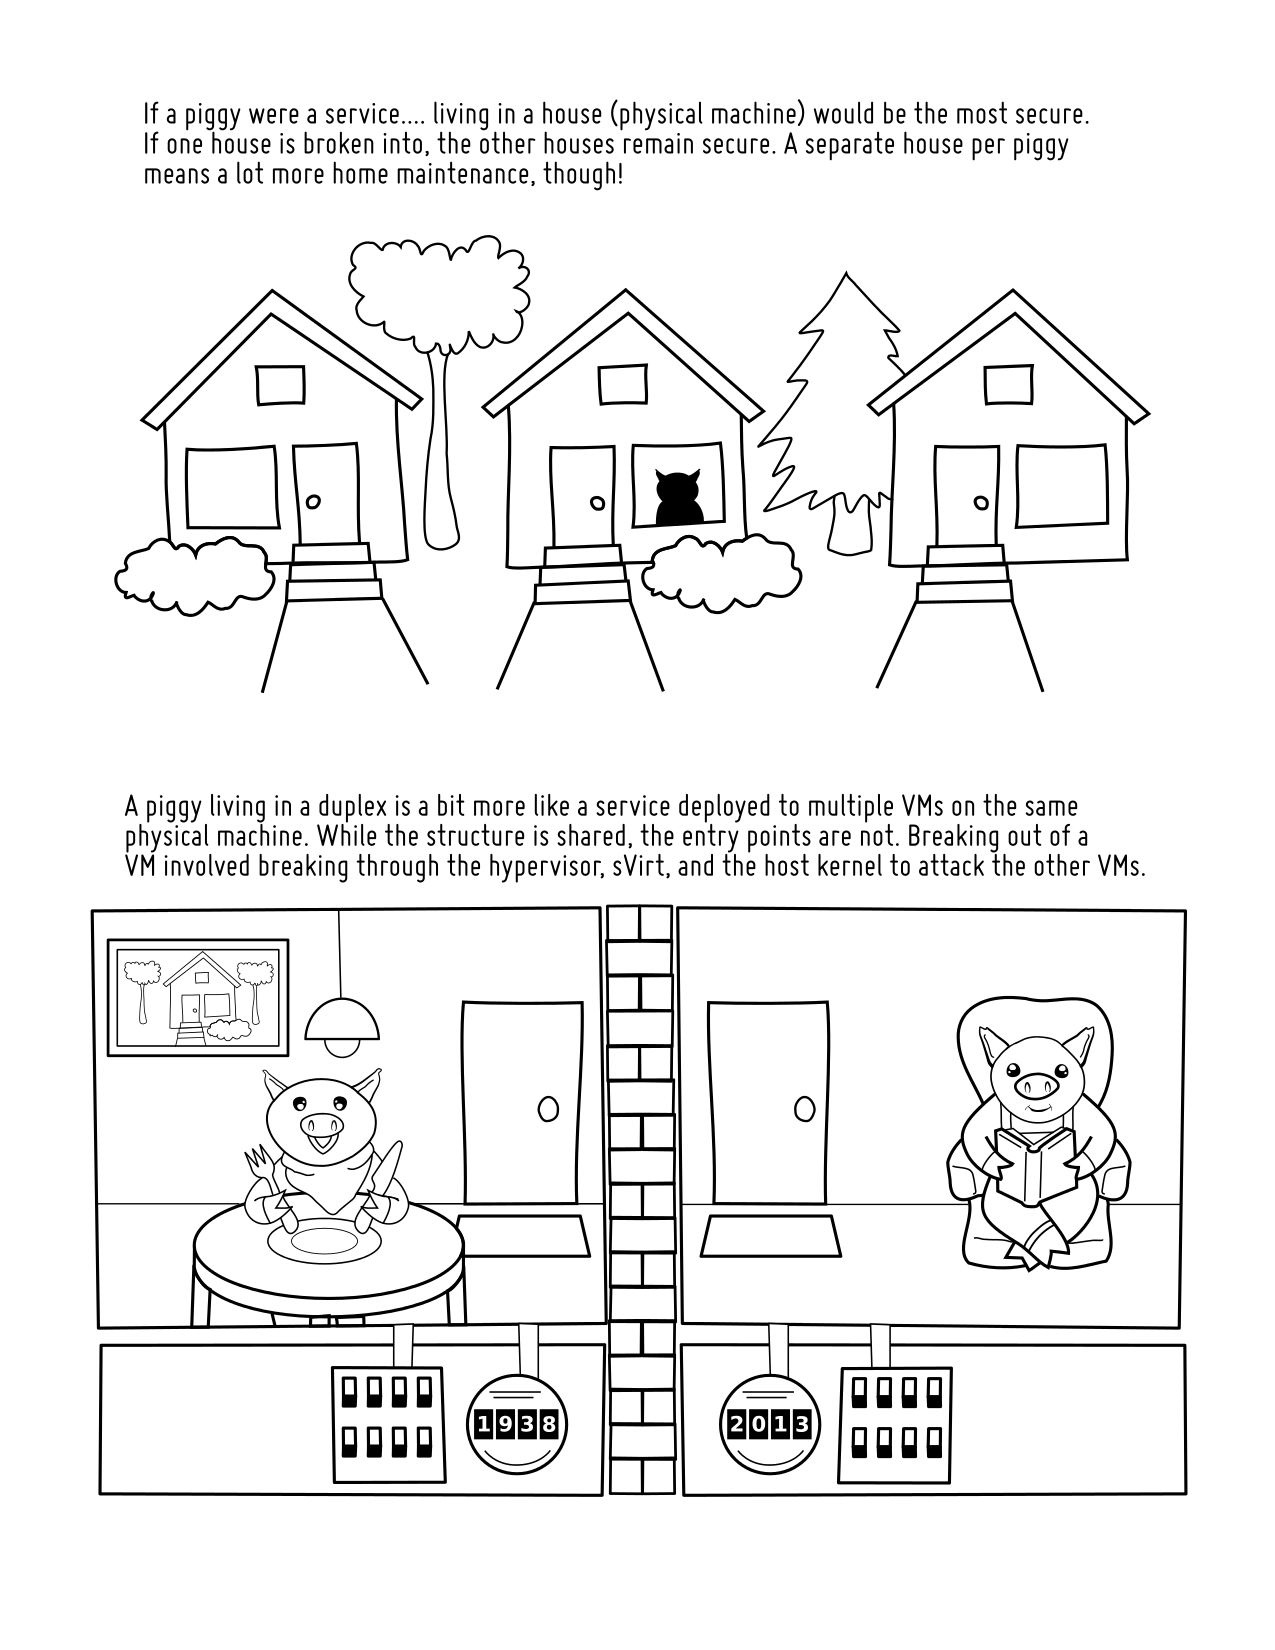 If a piggy were a service.... living in a house (physical machine) would be the most secure.
If one house is broken into, the other houses remain secure. A separate house per piggy
means a lot more home maintenance, though!
A piggy living in a duplex is a bit more like a service deployed to multiple VMs on the same
physical machine. While the structure is shared, the entry points are not. Breaking out of a
VM involved breaking through the hypervisor, sVirt, and the host kernel to attack the other VMs.
1938
2013